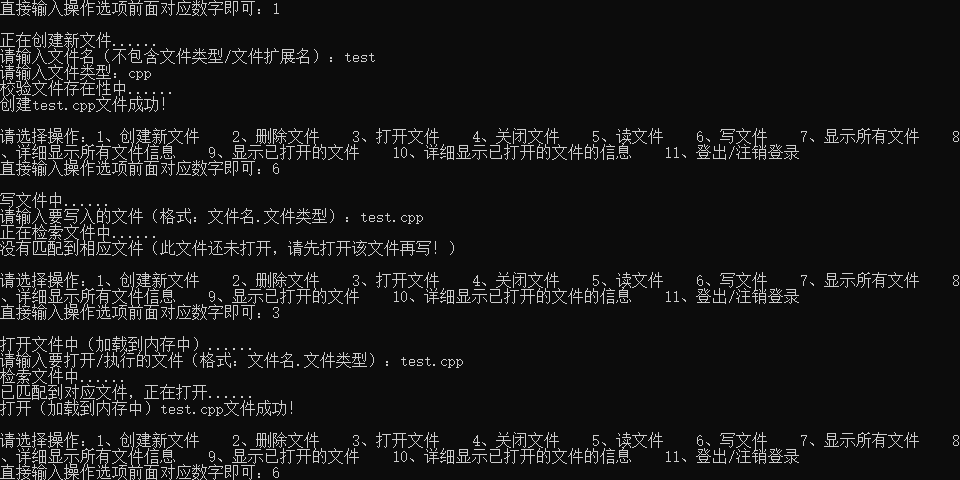 直接输入操作选项前面对应数字即可：1
正在创建新文件......
请输入文件名（不包含文件类型/文件扩展名）：test
请输入文件类型：cpp
校验文件存在性中......
创建test.cpp文件成功！
请选择操作：1、创建新文件 2、删除文件 3、打开文件 4、关闭文件 5、读文件 6、写文件 7、显示所有文件 8
、详细显示所有文件信息 9、显示已打开的文件 10、详细显示已打开的文件的信息 11、登出/注销登录
直接输入操作选项前面对应数字即可：6
写文件中......
请输入要写入的文件（格式：文件名.文件类型）：test.cpp
正在检索文件中......
没有匹配到相应文件（此文件还未打开，请先打开该文件再写！）
请选择操作：1、创建新文件 2、删除文件 3、打开文件 4、关闭文件 5、读文件 6、写文件 7、显示所有文件 8
、详细显示所有文件信息 9、显示已打开的文件 10、详细显示已打开的文件的信息 11、登出/注销登录
直接输入操作选项前面对应数字即可：3
打开文件中（加载到内存中）......
请输入要打开/执行的文件（格式：文件名.文件类型）：test.cpp
检索文件中......
已匹配到对应文件，正在打开......
打开（加载到内存中）test.cpp文件成功！
请选择操作：1、创建新文件 2、删除文件 3、打开文件 4、关闭文件 5、读文件 6、写文件 7、显示所有文件 8
、详细显示所有文件信息 9、显示已打开的文件 10、详细显示已打开的文件的信息 11、登出/注销登录
直接输入操作选项前面对应数字即可：6